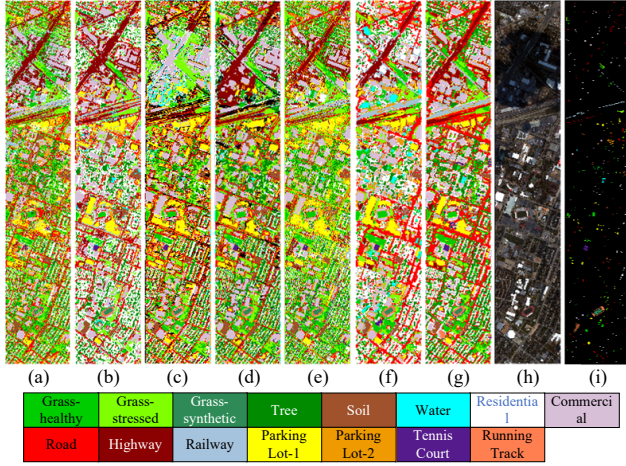 (a) (b) (c) (d) (e) (f) (g) (h) (i)
Grass- Grass- Grass- Tree Soil Water Residentia Commerci
healthy stressed synthetic l al
Road Highway Railway Parking Parking Tennis Running
Lot-1 Lot-2 Court Track